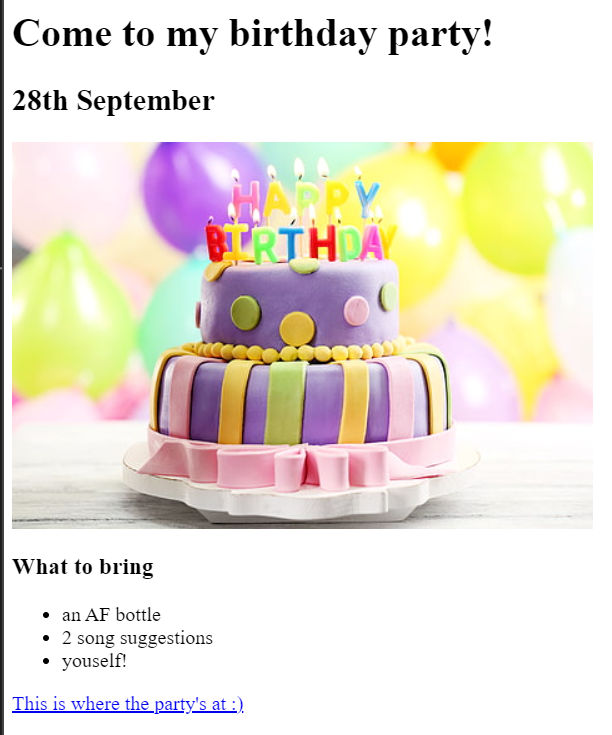 Come to my birthday party!
28th September
HAPPY
BIRTHDAY
What to bring
an AF bottle
2 song suggestions
youself!
This is where the party's at :)